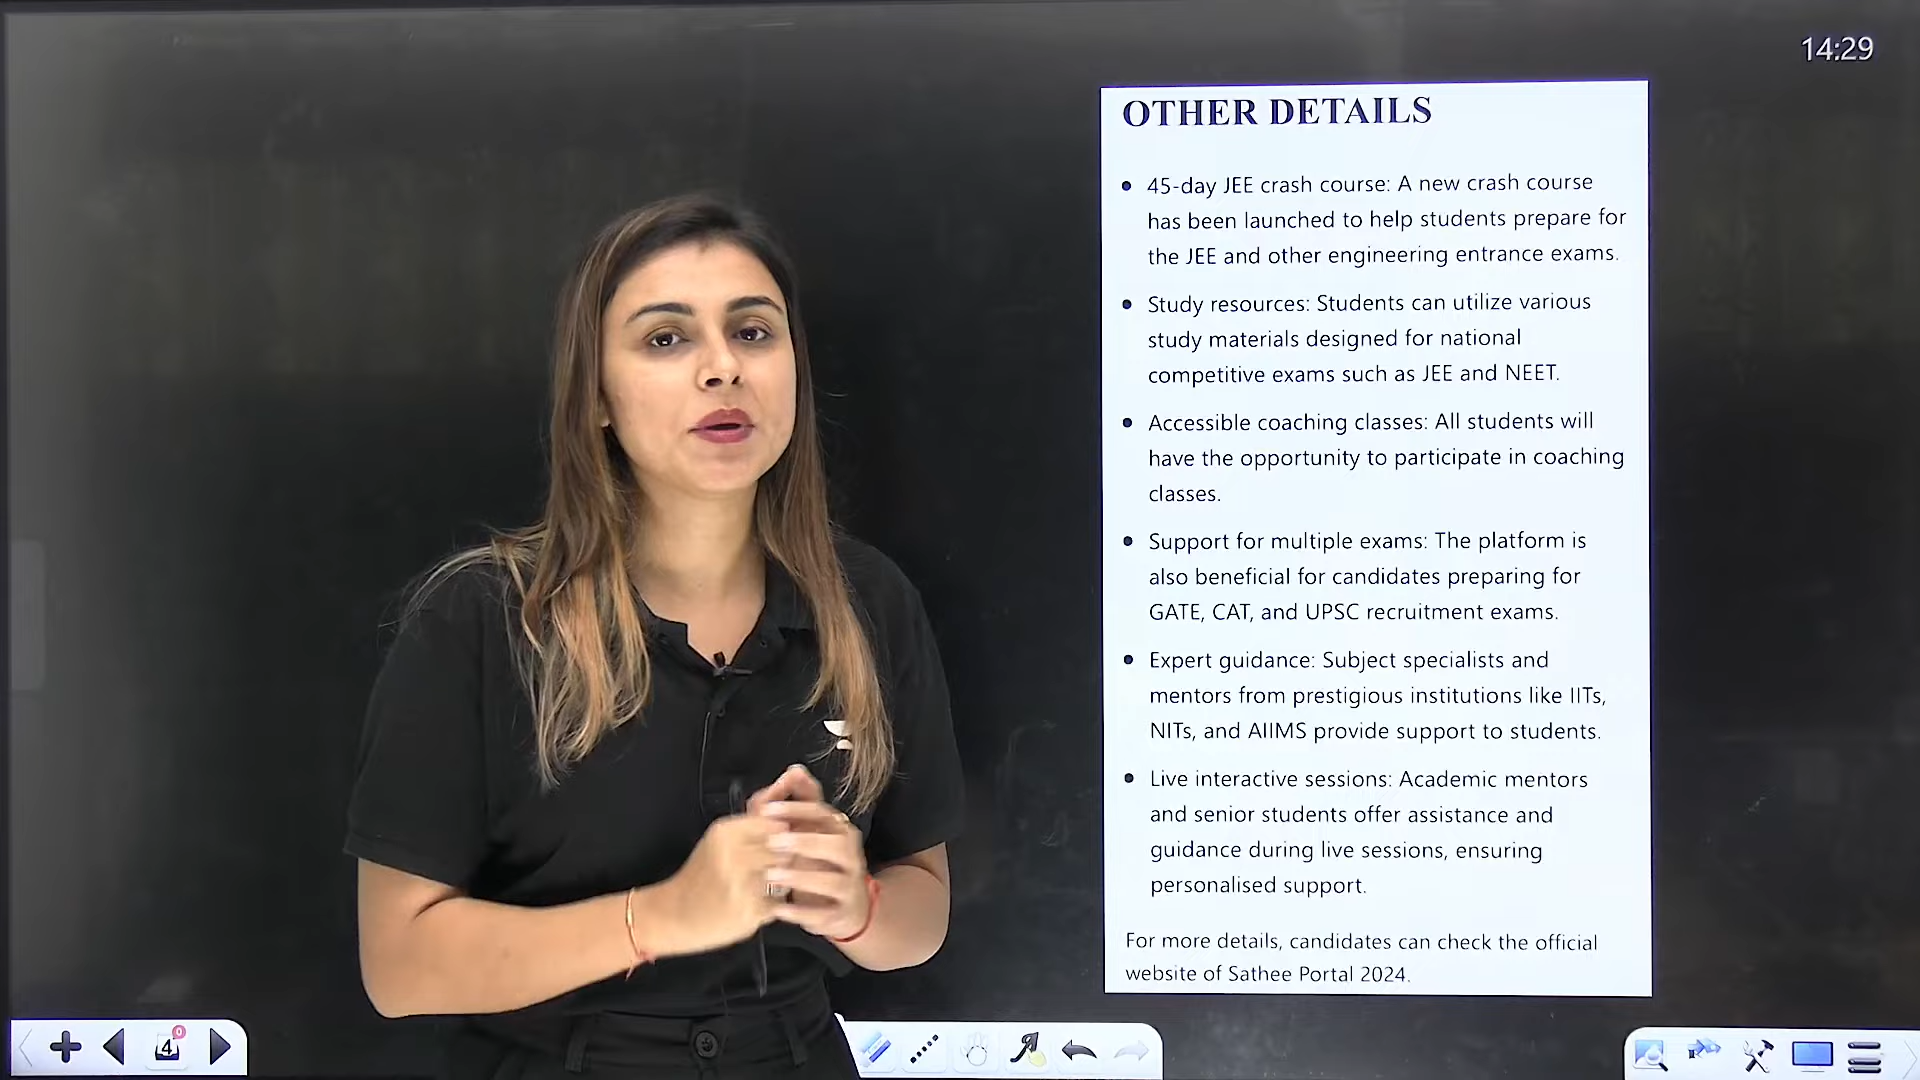 14:29
OTHER DETAILS
45-day JEE crash course: A new crash course
has been launched to help students prepare for
the JEE and other engineering entrance exams.
Study resources: Students can utilize various
study materials designed for national
competitive exams such as JEE and NEET.
Accessible coaching classes: All students will
have the opportunity to participate in coaching
classes.
Support for multiple exams: The platform is
also beneficial for candidates preparing for
GATE, CAT, and UPSC recruitment exams.
Expert guidance: Subject specialists and
mentors from prestigious institutions like IITs,
NITs, and AIIMS provide support to students.
Live interactive sessions: Academic mentors
and senior students offer assistance and
guidance during live sessions, ensuring
personalised support.
For more details, candidates can check the official
website of Sathee Portal 2024.
4
0